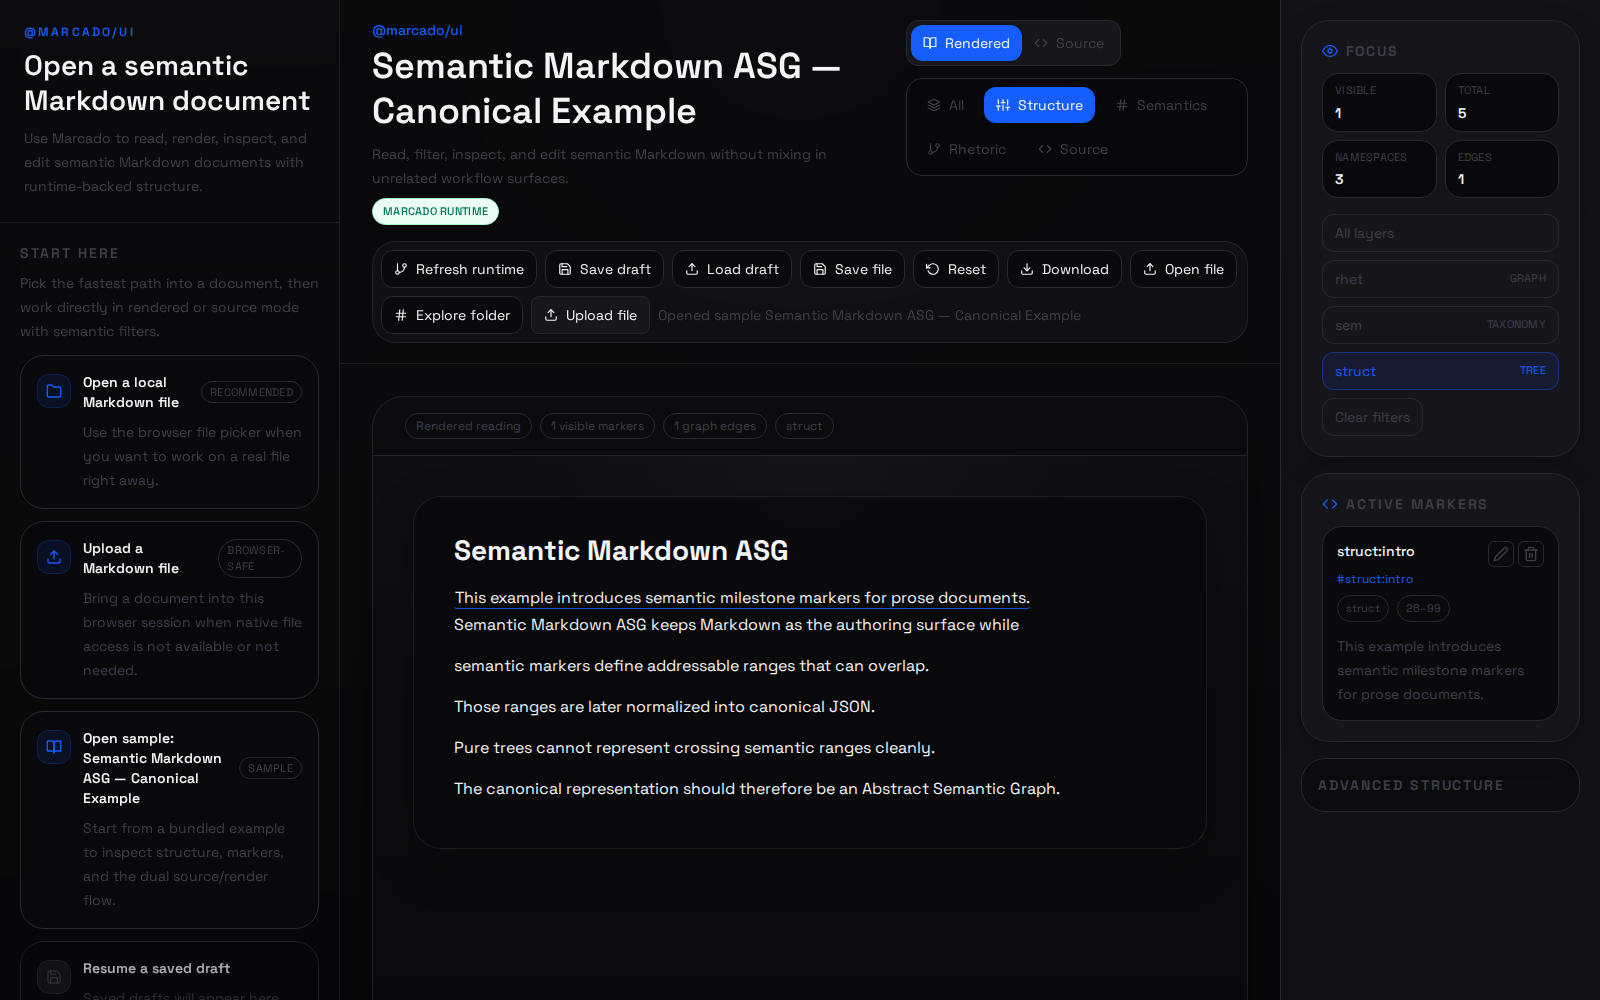 @MARCADO/UI
Open a semantic
Markdown document
Use Marcado to read, render, inspect, and
edit semantic Markdown documents with
runtime-backed structure.
START HERE
Pick the fastest path into a document, then
work directly in rendered or source mode
with semantic filters.
Open a local
Markdown file
RECOMMENDED
Use the browser file picker when
you want to work on a real file
right away.
Upload a
Markdown file
BROWSER-
SAFE
Bring a document into this
browser session when native file
access is not available or not
needed.
Open sample:
Semantic Markdown
ASG — Canonical
Example
SAMPLE
Start from a bundled example
to inspect structure, markers,
and the dual source/render
flow.
Resume a saved draft
Saved drafts will appear here
@marcado/ui
Semantic Markdown ASG —
Canonical Example
Read, filter, inspect, and edit semantic Markdown without mixing in
unrelated workflow surfaces.
MARCADO RUNTIME
Rendered
Source
All
Structure
Semantics
Rhetoric
Source
Refresh runtime
Save draft
Load draft
Save file
Reset
Download
Open file
Explore folder
Upload file
Opened sample Semantic Markdown ASG — Canonical Example
Rendered reading
1 visible markers
1 graph edges
struct
Semantic Markdown ASG
This example introduces semantic milestone markers for prose documents.
Semantic Markdown ASG keeps Markdown as the authoring surface while
semantic markers define addressable ranges that can overlap.
Those ranges are later normalized into canonical JSON.
Pure trees cannot represent crossing semantic ranges cleanly.
The canonical representation should therefore be an Abstract Semantic Graph.
FOCUS
VISIBLE
1
TOTAL
5
NAMESPACES
3
EDGES
1
All layers
rhet
GRAPH
sem
TAXONOMY
struct
TREE
Clear filters
ACTIVE MARKERS
struct:intro
#struct:intro
struct
26–99
This example introduces
semantic milestone markers
for prose documents.
ADVANCED STRUCTURE